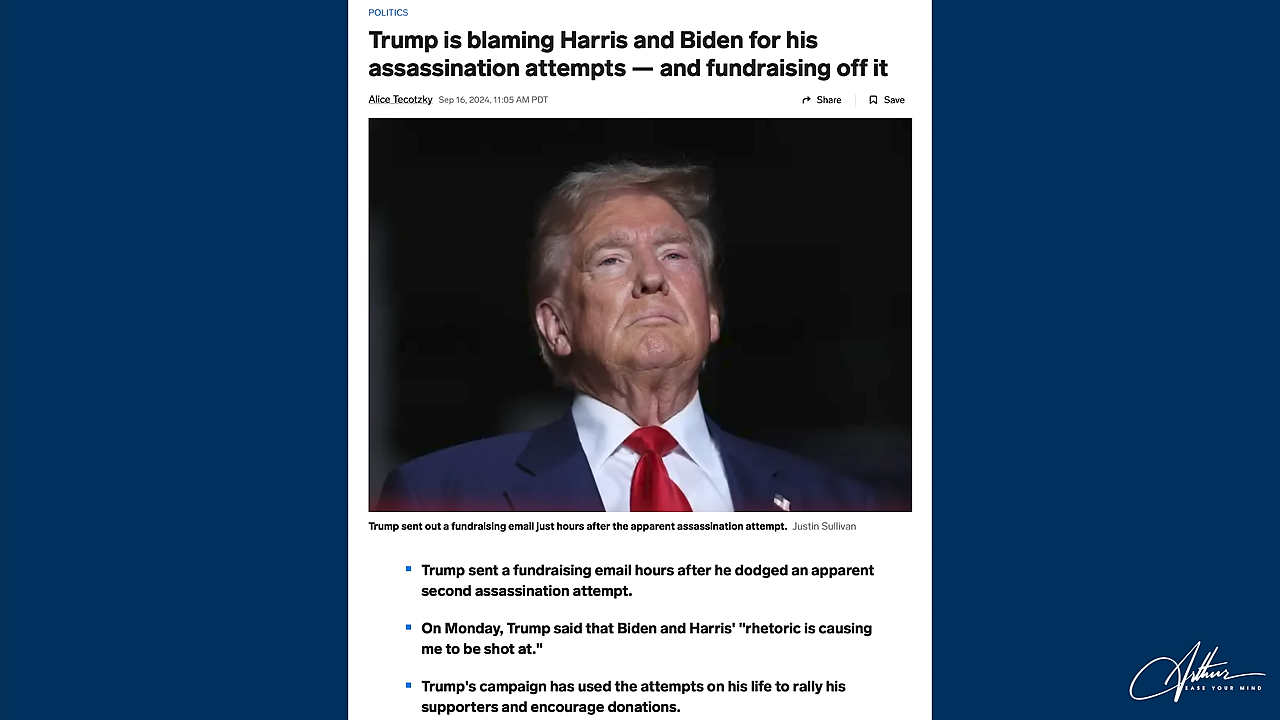 POLITICS
Trump is blaming Harris and Biden for his
assassination attempts — and fundraising off it
Alice Tecotzky Sep 16, 2024, 11:05 AM PDT
Share Save
Trump sent out a fundraising email just hours after the apparent assassination attempt. Justin Sullivan
Trump sent a fundraising email hours after he dodged an apparent
second assassination attempt.
On Monday, Trump said that Biden and Harris' "rhetoric is causing
me to be shot at."
Trump's campaign has used the attempts on his life to rally his
supporters and encourage donations.
Arthur
EASE YOUR MIND